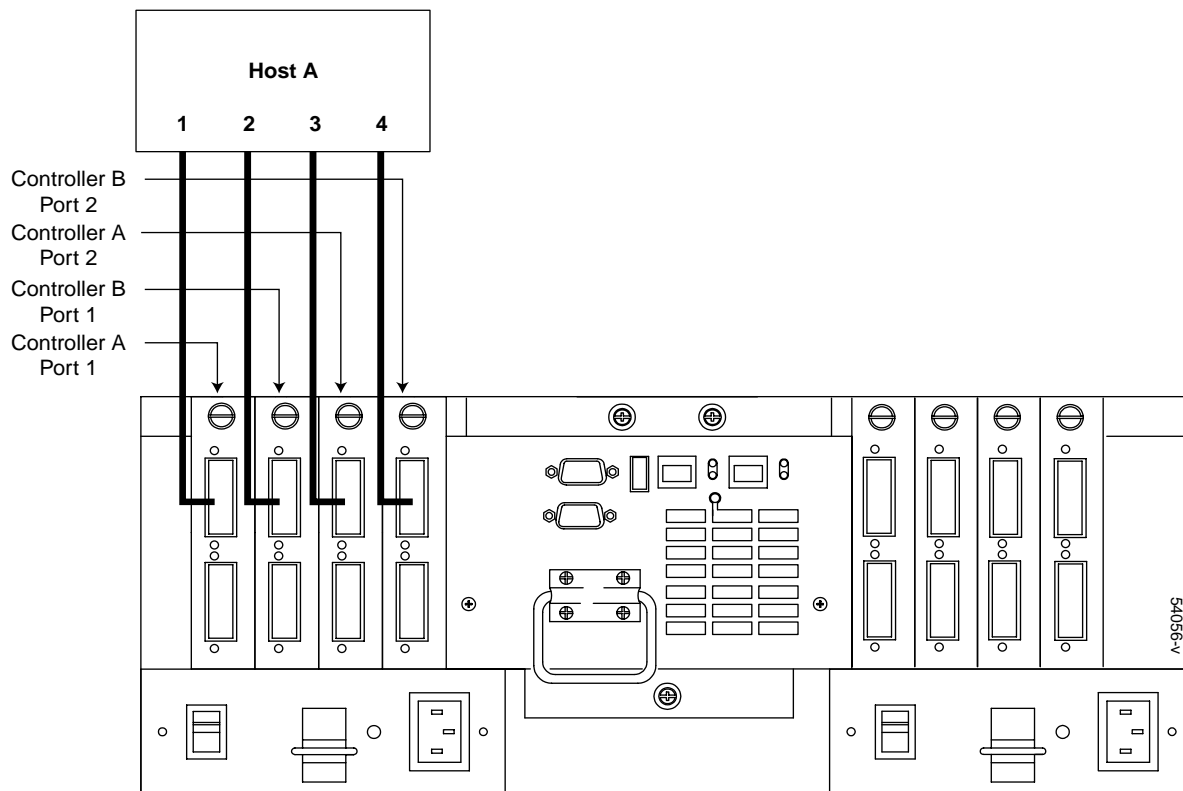 Host A
1 2 3 4
Controller B
Port 2
Controller A
Port 2
Controller B
Port 1
Controller A
Port 1
54056-v